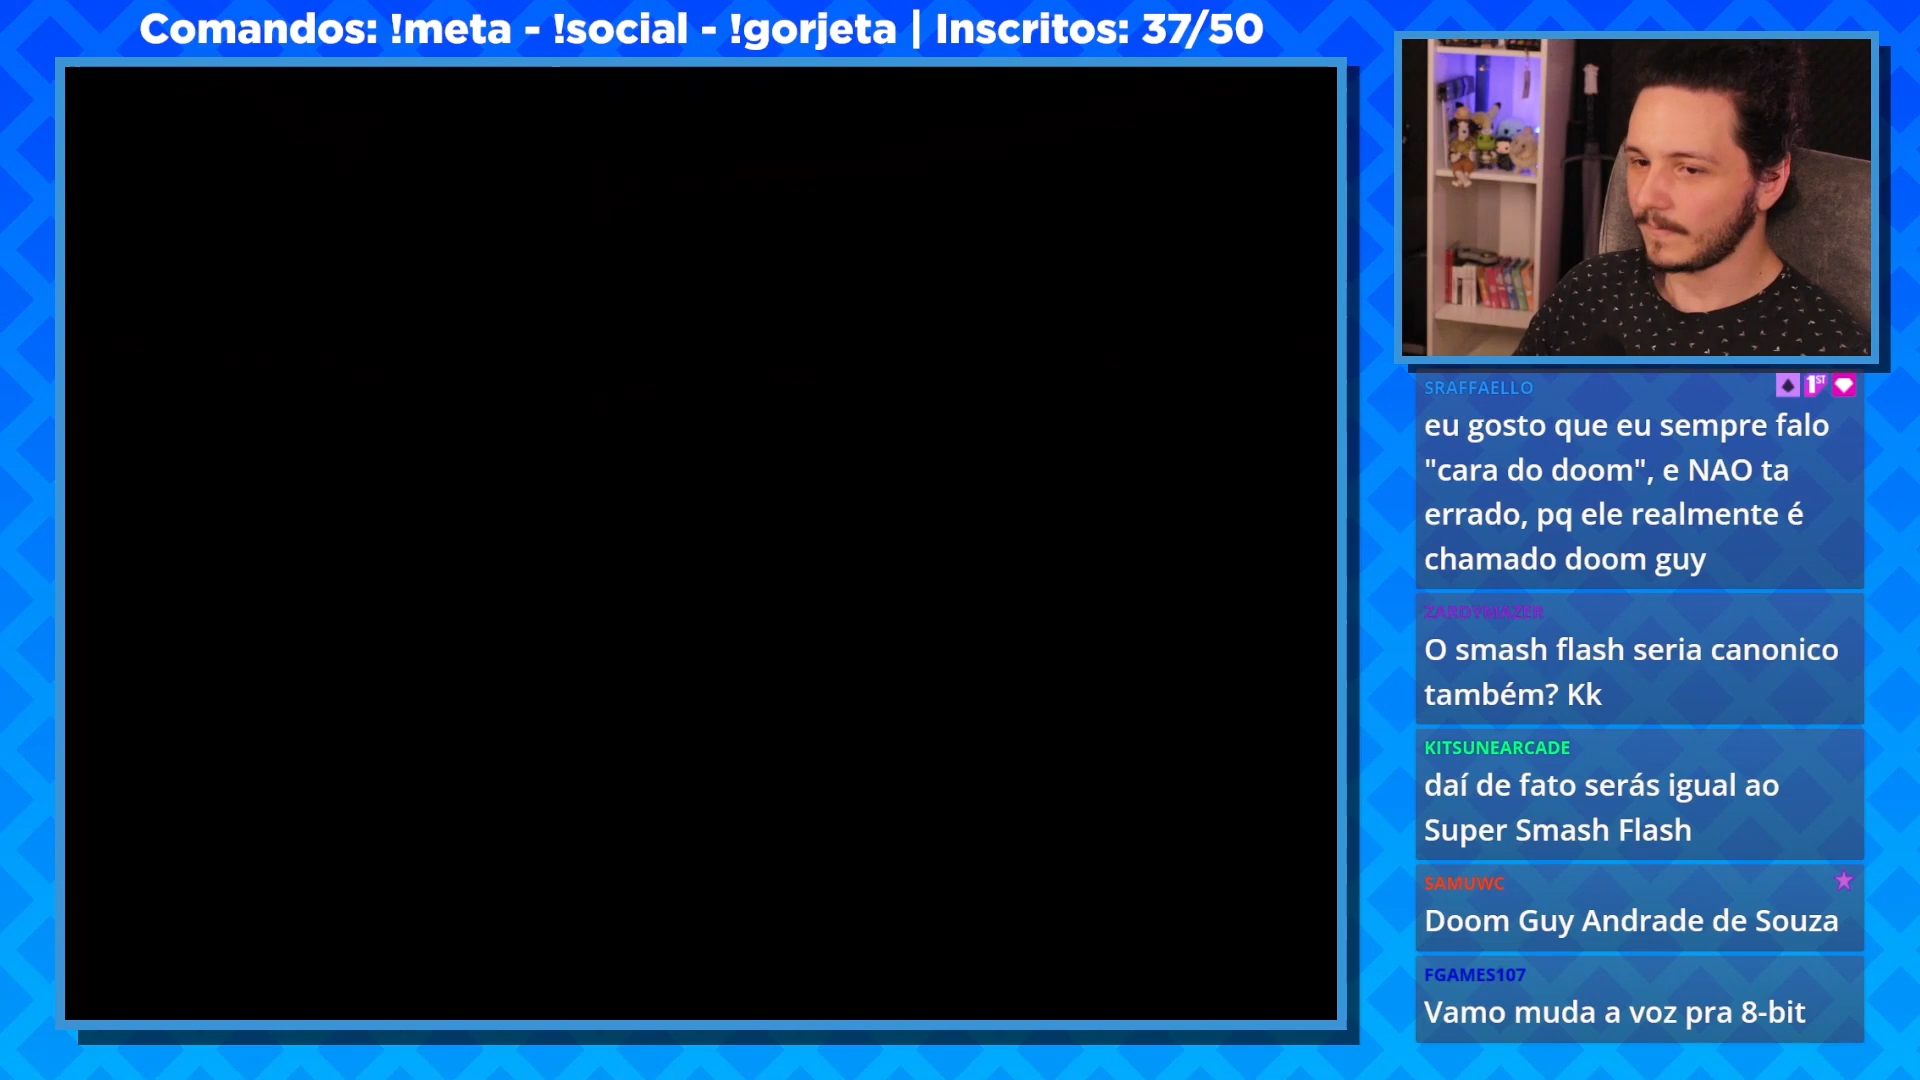 Comandos: !meta - !social - !gorjeta | Inscritos: 37/50
SRAFFAELLO
1ST
eu gosto que eu sempre falo
"cara do doom", e NAO ta
errado, pq ele realmente é
chamado doom guy
ZARDYMAZER
O smash flash seria canonico
também? Kk
KITSUNEARCADE
daí de fato serás igual ao
Super Smash Flash
SAMUWC
Doom Guy Andrade de Souza
FGAMES107
Vamo muda a voz pra 8-bit